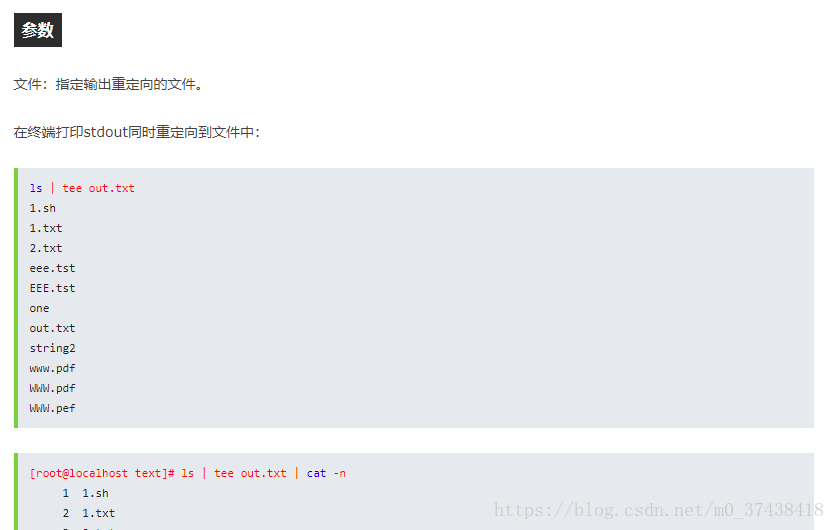 参数
文件：指定输出重定向的文件。
在终端打印stdout同时重定向到文件中：
ls | tee out.txt
1.sh
1.txt
2.txt
eee.tst
EEE.tst
one
out.txt
string2
www.pdf
WWW.pdf
WWW.pef
[root@localhost text]# ls | tee out.txt | cat -n
1 1.sh
2 1.txt
https://blog.csdn.net/m0_37438418